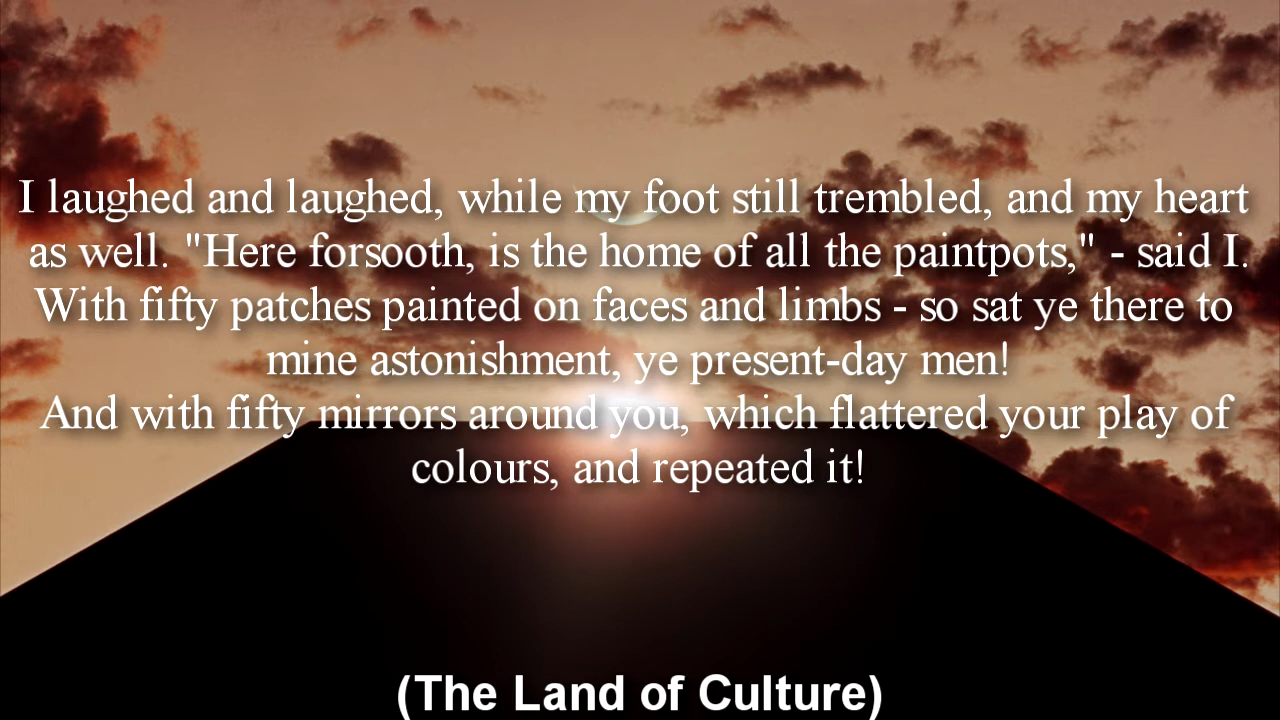 I laughed and laughed, while my foot still trembled, and my heart
as well. "Here forsooth, is the home of all the paintpots," - said I.
With fifty patches painted on faces and limbs - so sat ye there to
mine astonishment, ye present-day men!
And with fifty mirrors around you, which flattered your play of
colours, and repeated it!
(The Land of Culture)